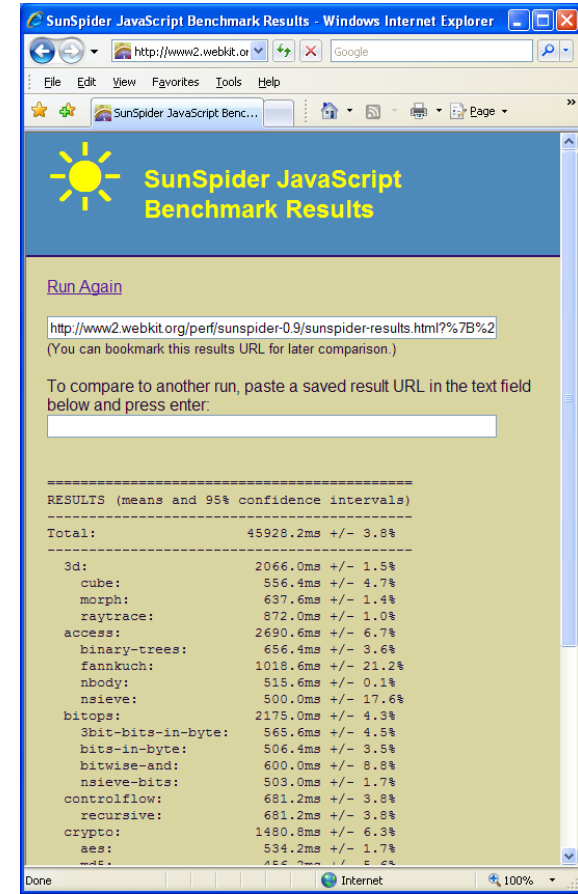 SunSpider JavaScript Benchmark Results - Windows Internet Explorer
http://www2.webkit.or
Google
File Edit View Favorites Tools Help
SunSpider JavaScript Benc...
Page
»
SunSpider JavaScript
Benchmark Results
Run Again
http://www2.webkit.org/perf/sunspider-0.9/sunspider-results.html?%7B%2
(You can bookmark this results URL for later comparison.)
To compare to another run, paste a saved result URL in the text field
below and press enter:
============================================
RESULTS (means and 95% confidence intervals)
--------------------------------------------
Total: 45928.2ms +/- 3.8%
--------------------------------------------
3d: 2066.0ms +/- 1.5%
cube: 556.4ms +/- 4.7%
morph: 637.6ms +/- 1.4%
raytrace: 872.0ms +/- 1.0%
access: 2690.6ms +/- 6.7%
binary-trees: 656.4ms +/- 3.6%
fannkuch: 1018.6ms +/- 21.2%
nbody: 515.6ms +/- 0.1%
nsieve: 500.0ms +/- 17.6%
bitops: 2175.0ms +/- 4.3%
3bit-bits-in-byte: 565.6ms +/- 4.5%
bits-in-byte: 506.4ms +/- 3.5%
bitwise-and: 600.0ms +/- 8.8%
nsieve-bits: 503.0ms +/- 1.7%
controlflow: 681.2ms +/- 3.8%
recursive: 681.2ms +/- 3.8%
crypto: 1480.8ms +/- 6.3%
aes: 534.2ms +/- 1.7%
md5: 456.2ms +/- 5.6%
Done Internet 100%